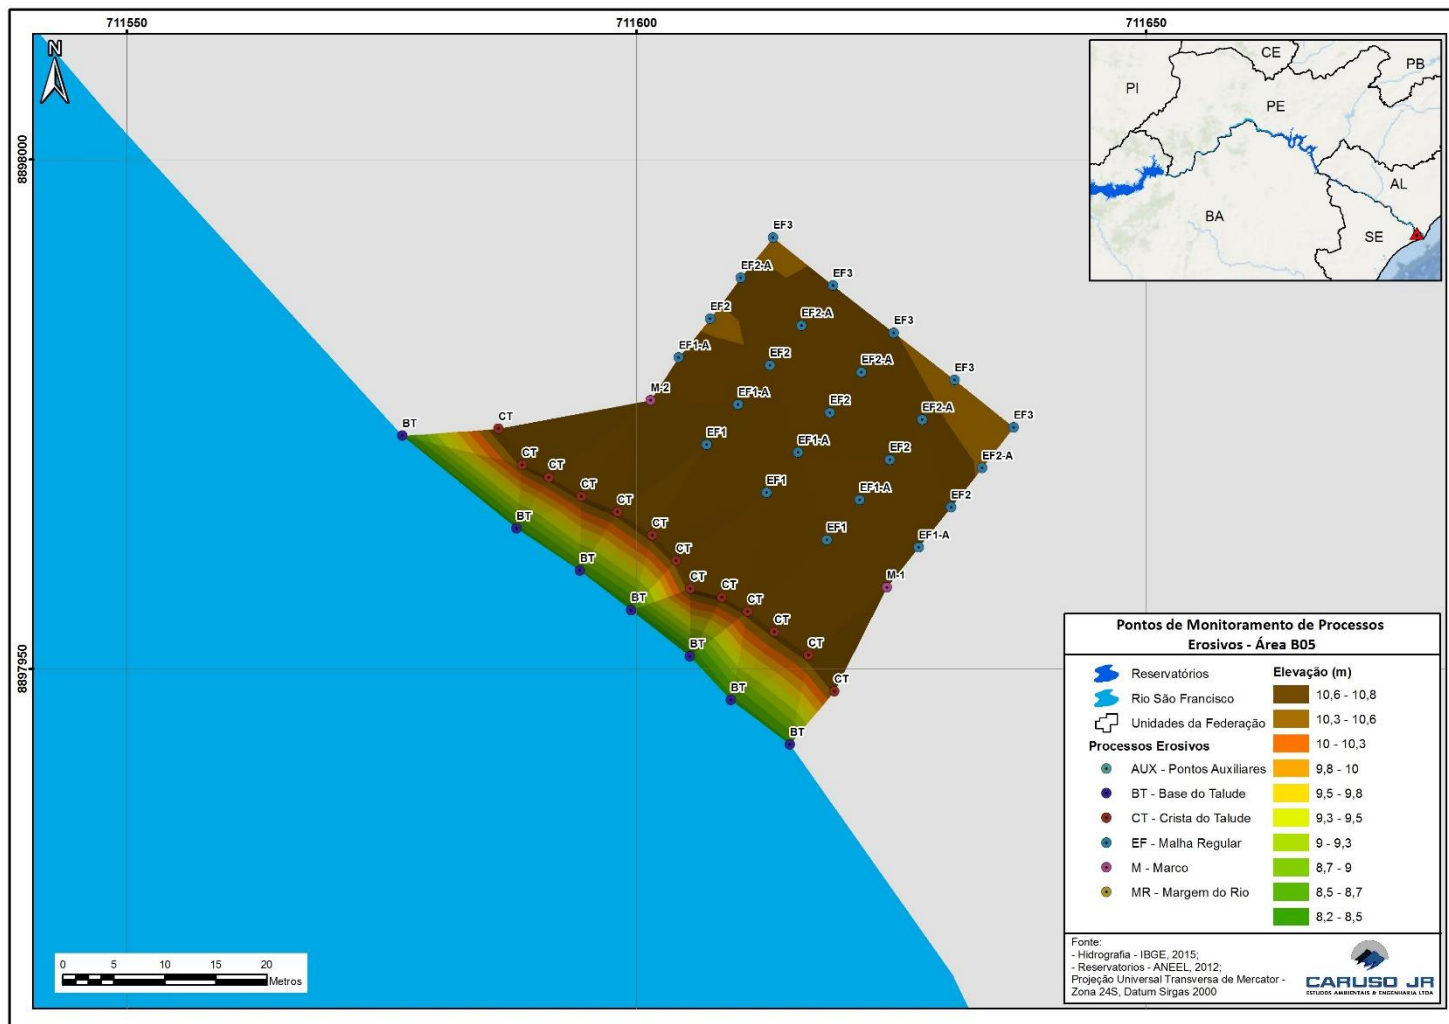 711550
711600
711650
N
8898000
8897950
CE
PB
PI
PE
AL
BA
SE
EF3
EF2-A
EF3
EF2
EF2-A
EF3
EF1-A
EF2
EF2-A
EF3
M-2
EF1-A
EF2
EF2-A
EF3
BT
CT
EF1
EF1-A
EF2
EF2-A
CT
CT
EF1
EF1-A
EF2
CT
CT
BT
CT
EF1
EF1-A
CT
BT
CT
M-1
CT
CT
BT
CT
CT
BT
CT
BT
BT
0 5 10 15 20
Metros
Pontos de Monitoramento de Processos
Erosivos - Área B05
Reservatórios
Rio São Francisco
Unidades da Federação
Processos Erosivos
AUX - Pontos Auxiliares
BT - Base do Talude
CT - Crista do Talude
EF - Malha Regular
M - Marco
MR - Margem do Rio
Elevação (m)
10,6 - 10,8
10,3 - 10,6
10 - 10,3
9,8 - 10
9,5 - 9,8
9,3 - 9,5
9 - 9,3
8,7 - 9
8,5 - 8,7
8,2 - 8,5
Fonte:
- Hidrografia - IBGE, 2015;
- Reservatorios - ANEEL, 2012;
Projeção Universal Transversa de Mercator -
Zona 24S, Datum Sirgas 2000
CARUSO JR
ESTUDOS AMBIENTAIS & ENGENHARIA LTDA